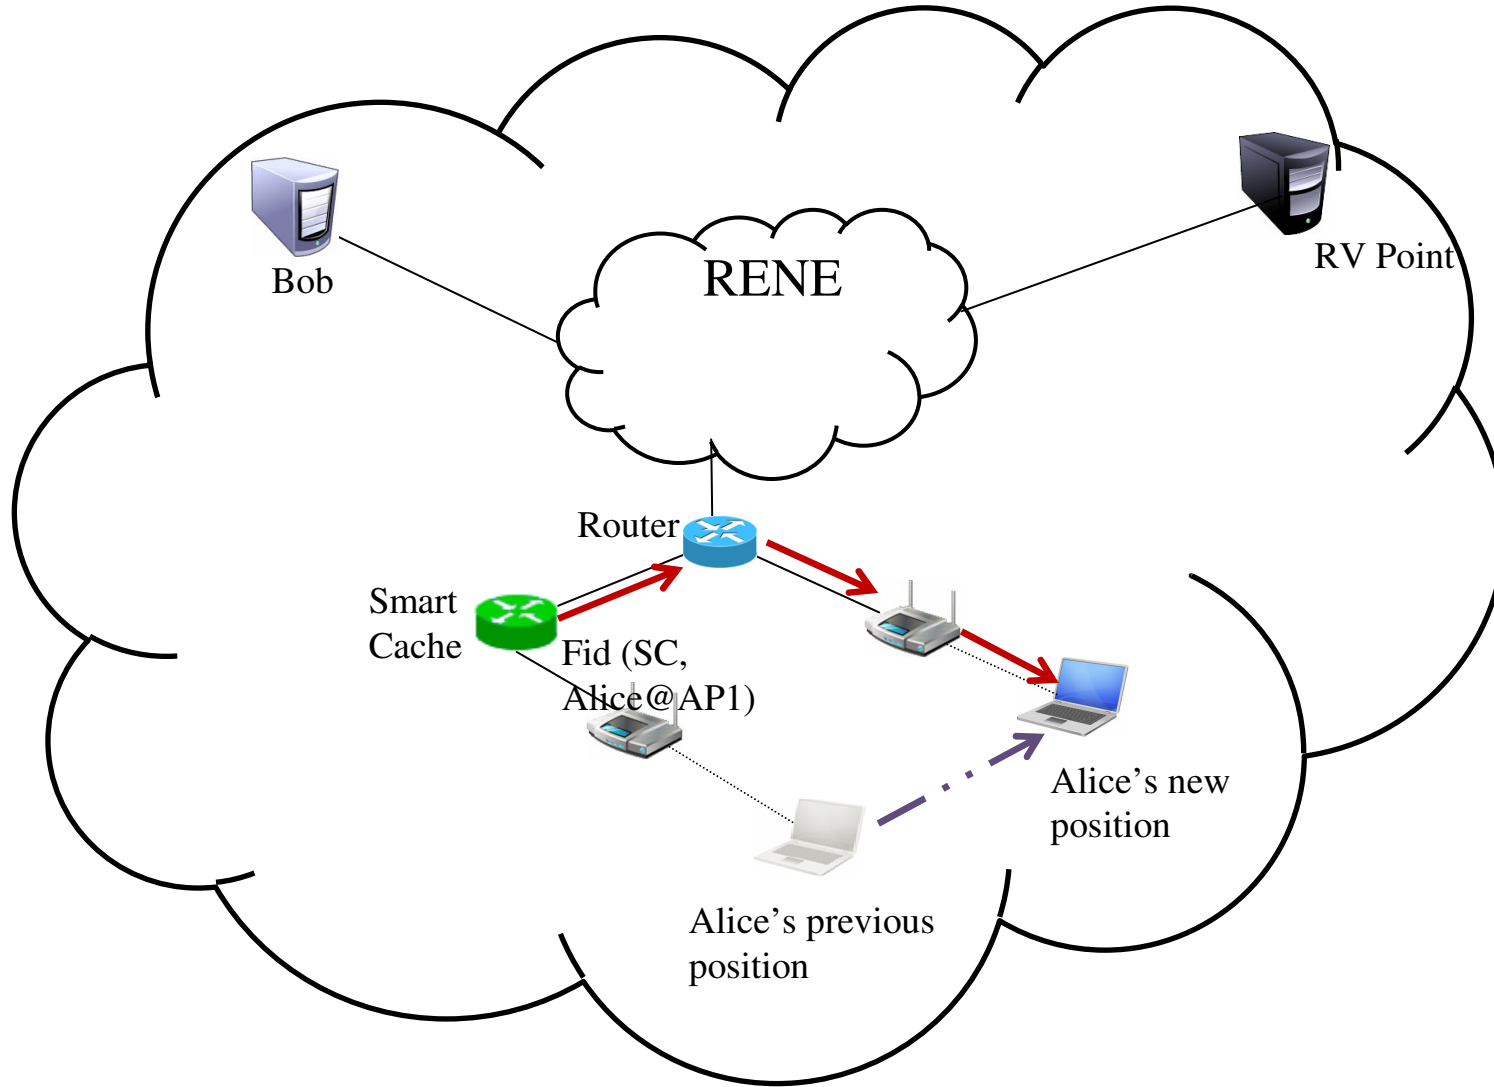 RENE
RV Point
Bob
Router
Smart
Cache
Fid (SC,
Alice@AP1)
Alice’s new
position
Alice’s previous
position